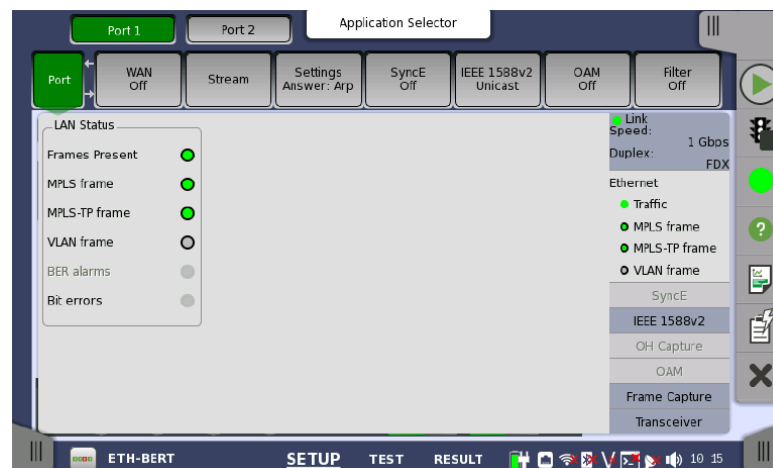 Port 1
Port 2
Application Selector
Port
WAN
Off
Stream
Settings
Answer: Arp
SyncE
Off
IEEE 1588v2
Unicast
OAM
Off
Filter
Off
LAN Status
Frames Present
MPLS frame
MPLS-TP frame
VLAN frame
BER alarms
Bit errors
Link
Speed:
1 Gbps
Duplex:
FDX
Ethernet
Traffic
MPLS frame
MPLS-TP frame
VLAN frame
SyncE
IEEE 1588v2
OH Capture
OAM
Frame Capture
Transceiver
ETH-BERT
SETUP
TEST
RESULT
10 15